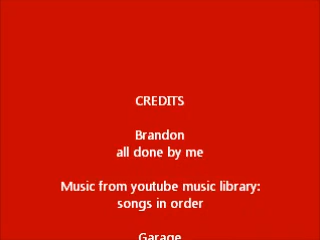 CREDITS
Brandon
all done by me
Music from youtube music library:
songs in order
Garage